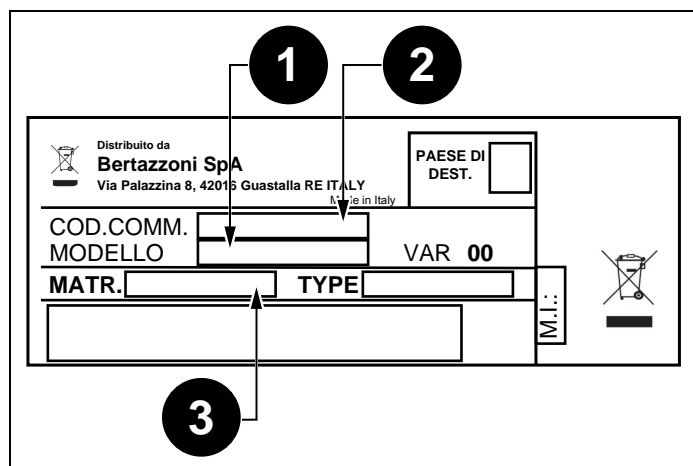 1 2
Distribuito da
Bertazzoni SpA
Via Palazzina 8, 42016 Guastalla RE ITALY
Made in Italy
PAESE DI
DEST.
COD.COMM.
MODELLO
VAR 00
MATR.
TYPE
M.I.:
3